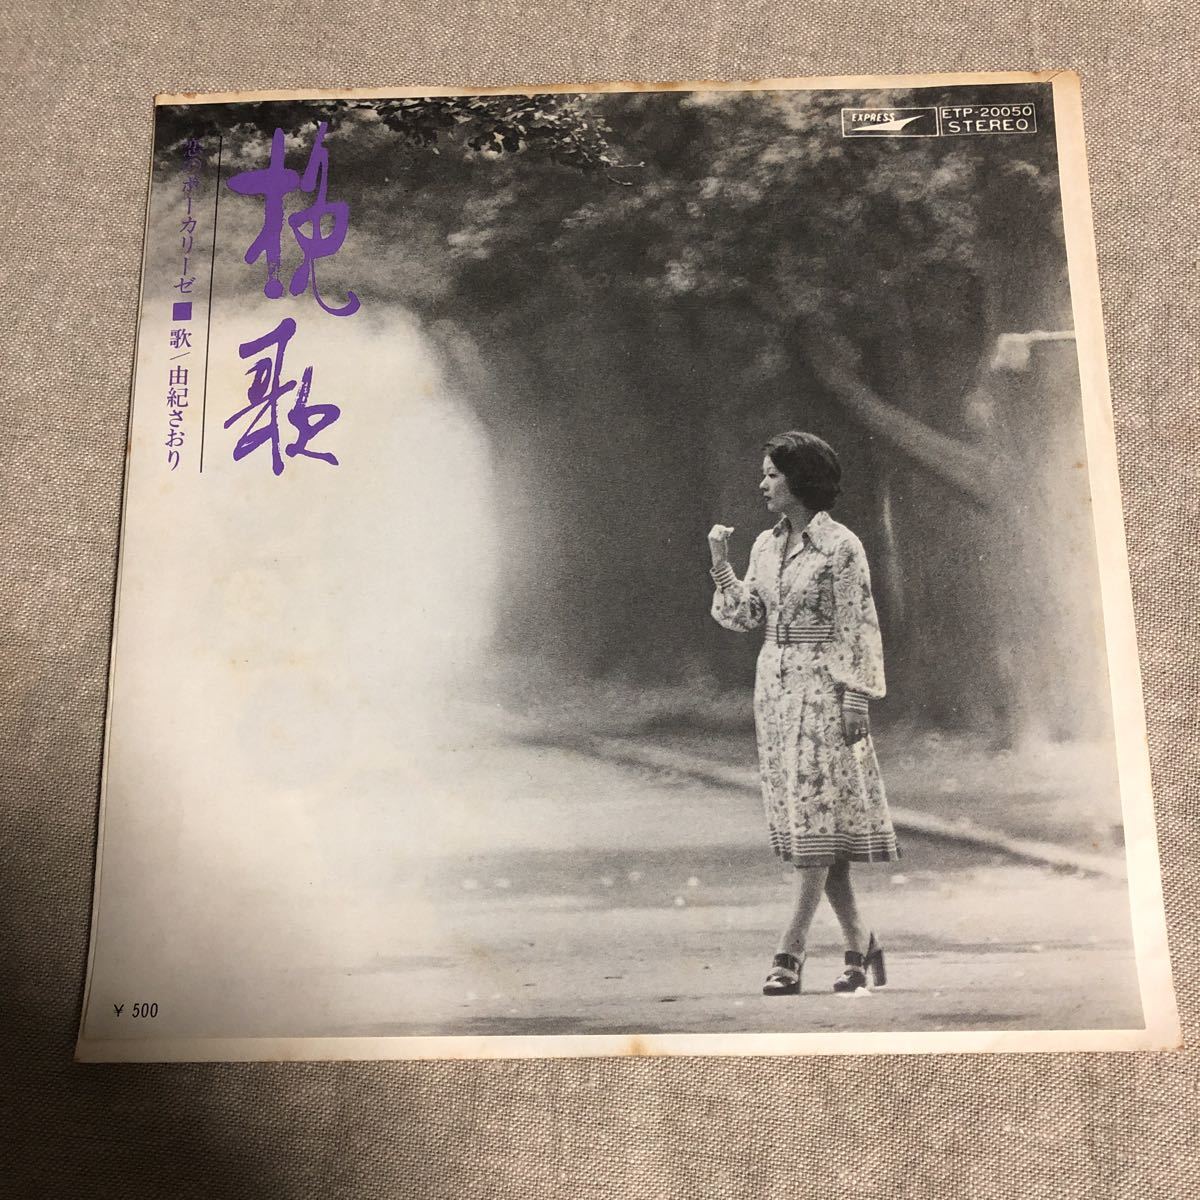 挽歌
恋のボーカリーゼ■歌/由紀さおり
EXPRESS
ETP-20050
STEREO
¥ 500